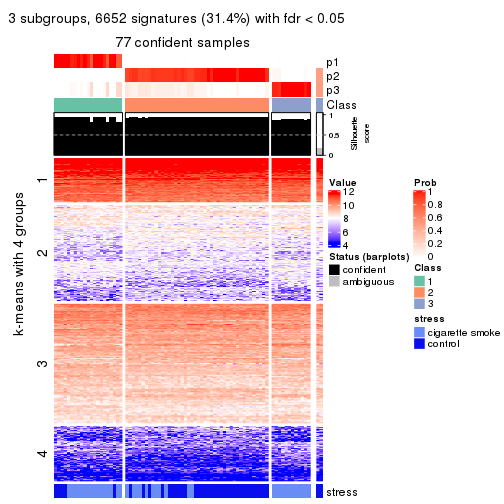 3 subgroups, 6652 signatures (31.4%) with fdr < 0.05
77 confident samples
p1
p2
p3
Class
1
0.5
0
Silhouette
score
k-means with 4 groups
1
2
3
4
Value
12
10
8
6
4
Status (barplots)
confident
ambiguous
Prob
1
0.8
0.6
0.4
0.2
0
Class
1
2
3
stress
cigarette smoke
control
stress